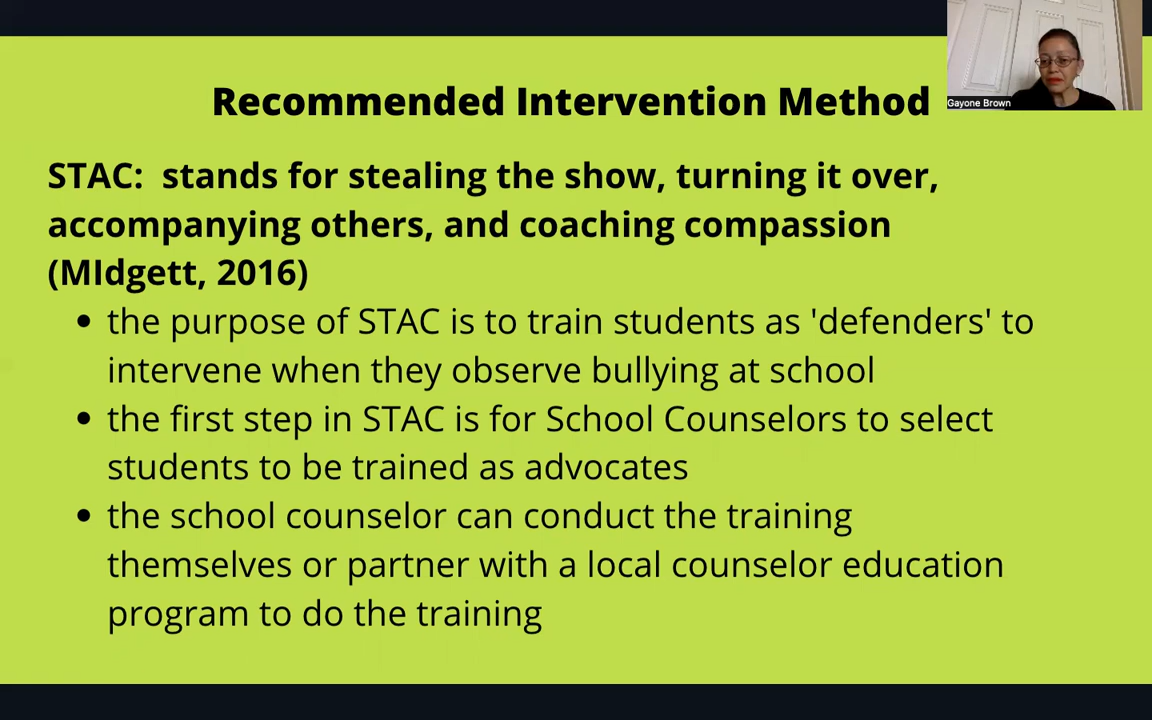 Gayone Brown
Recommended Intervention Method
STAC:  stands for stealing the show, turning it over,
accompanying others, and coaching compassion
(MIdgett, 2016)
• the purpose of STAC is to train students as 'defenders' to
intervene when they observe bullying at school
• the first step in STAC is for School Counselors to select
students to be trained as advocates
• the school counselor can conduct the training
themselves or partner with a local counselor education
program to do the training